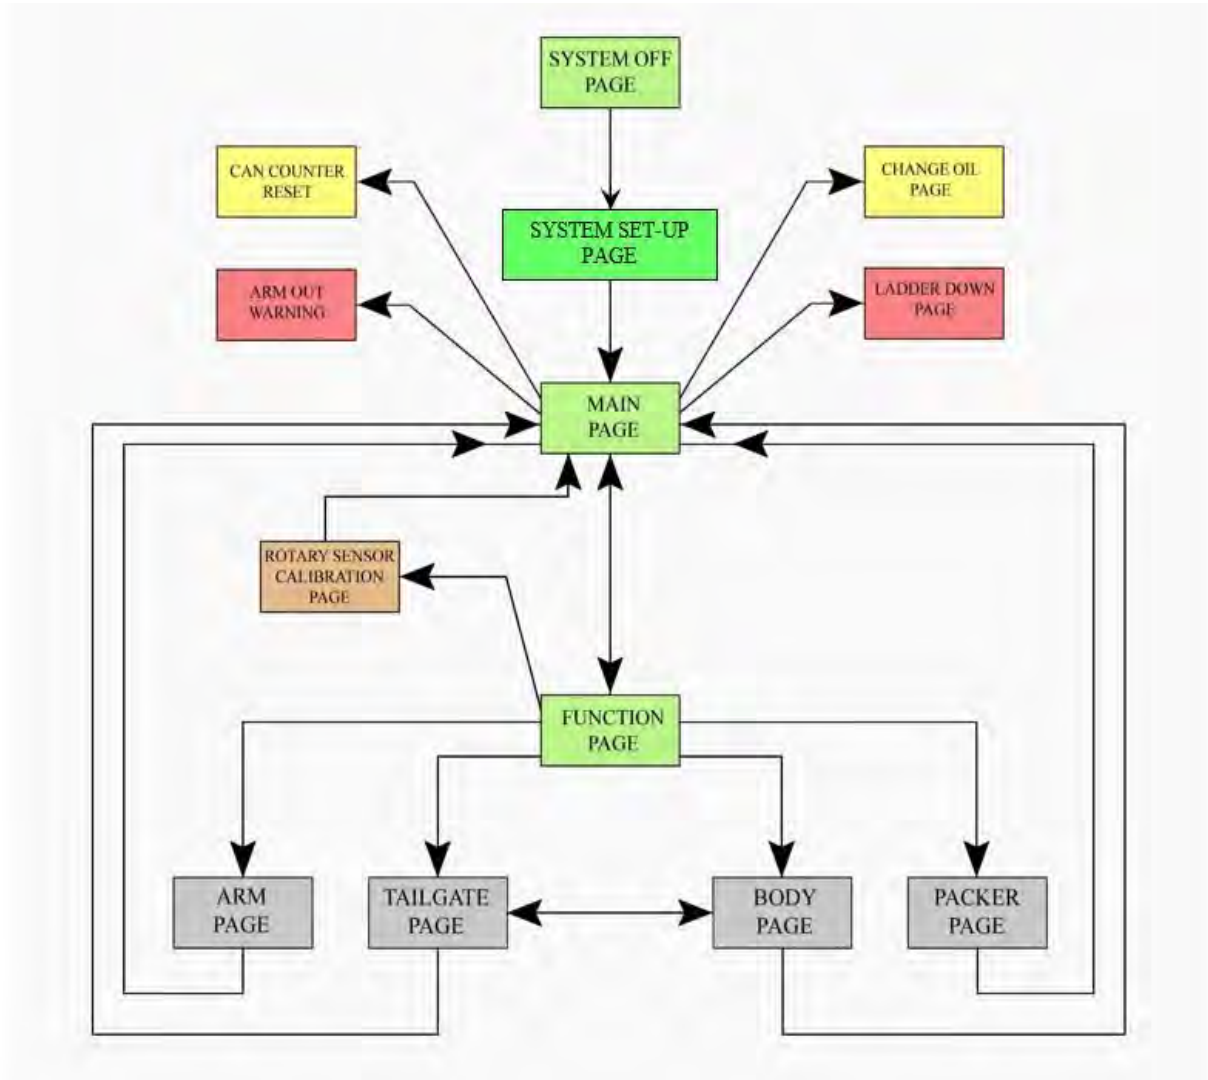 SYSTEM OFF
PAGE
CAN COUNTER
RESET
CHANGE OIL
PAGE
SYSTEM SET-UP
PAGE
ARM OUT
WARNING
LADDER DOWN
PAGE
MAIN
PAGE
ROTARY SENSOR
CALIBRATION
PAGE
FUNCTION
PAGE
ARM
PAGE
TAILGATE
PAGE
BODY
PAGE
PACKER
PAGE